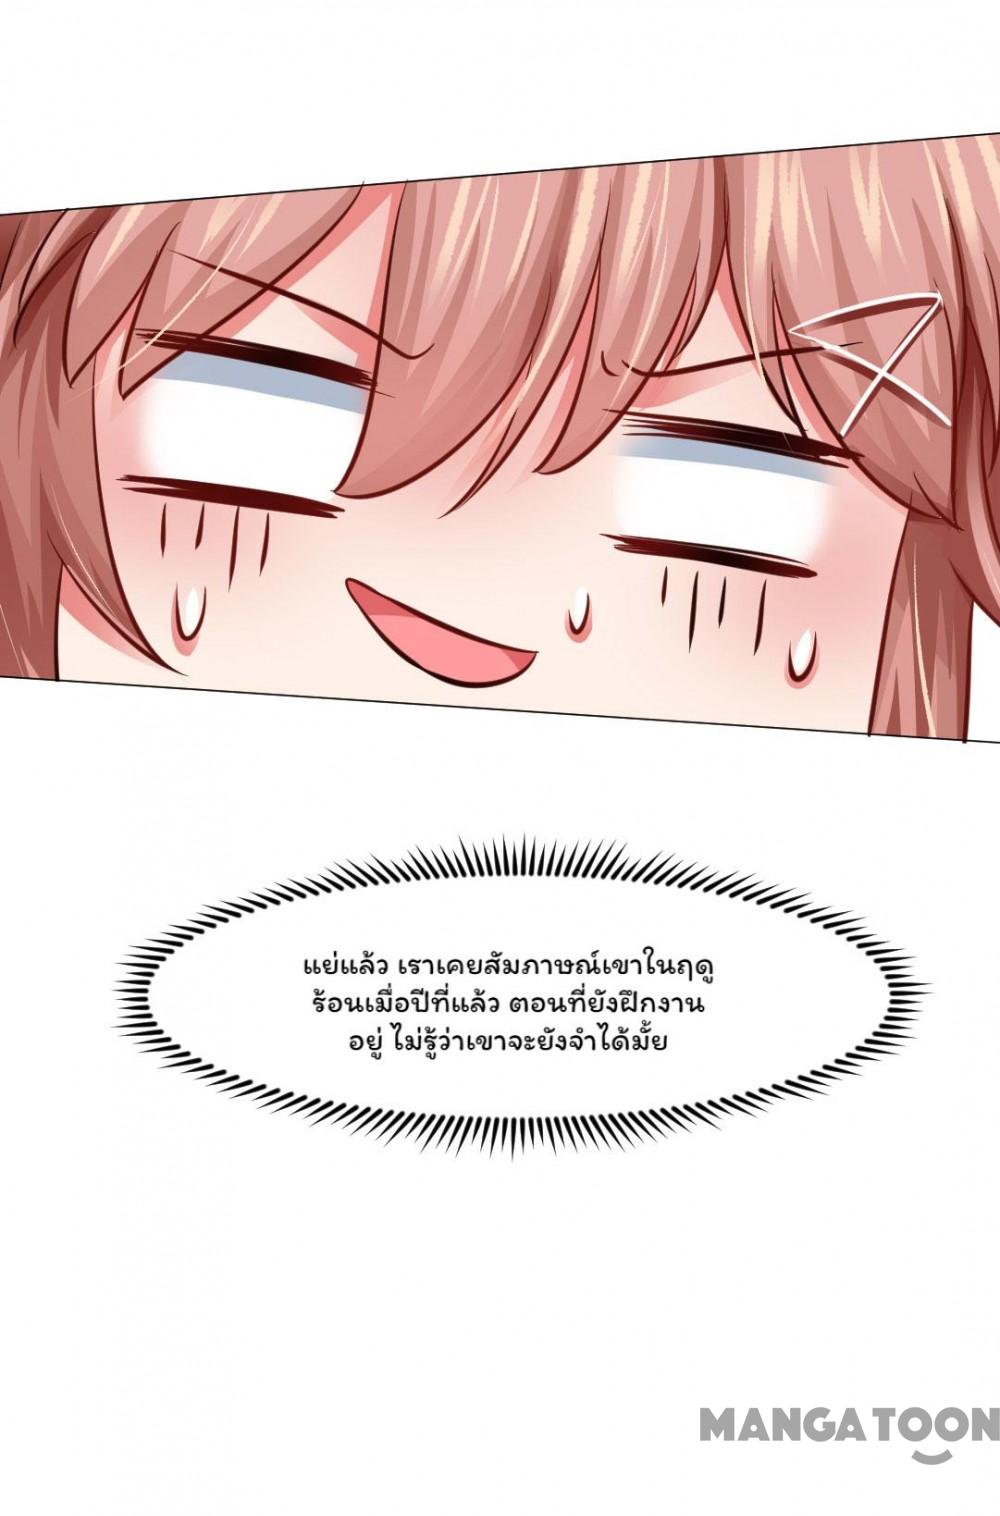 แย่แล้ว เราเคยสัมภาษณ์เขาในฤดู
ร้อนเมื่อปีที่แล้ว ตอนที่ยังฝึกงาน
อยู่ ไม่รู้ว่าเขาจะยังจำได้มั้ย
MANGATOON